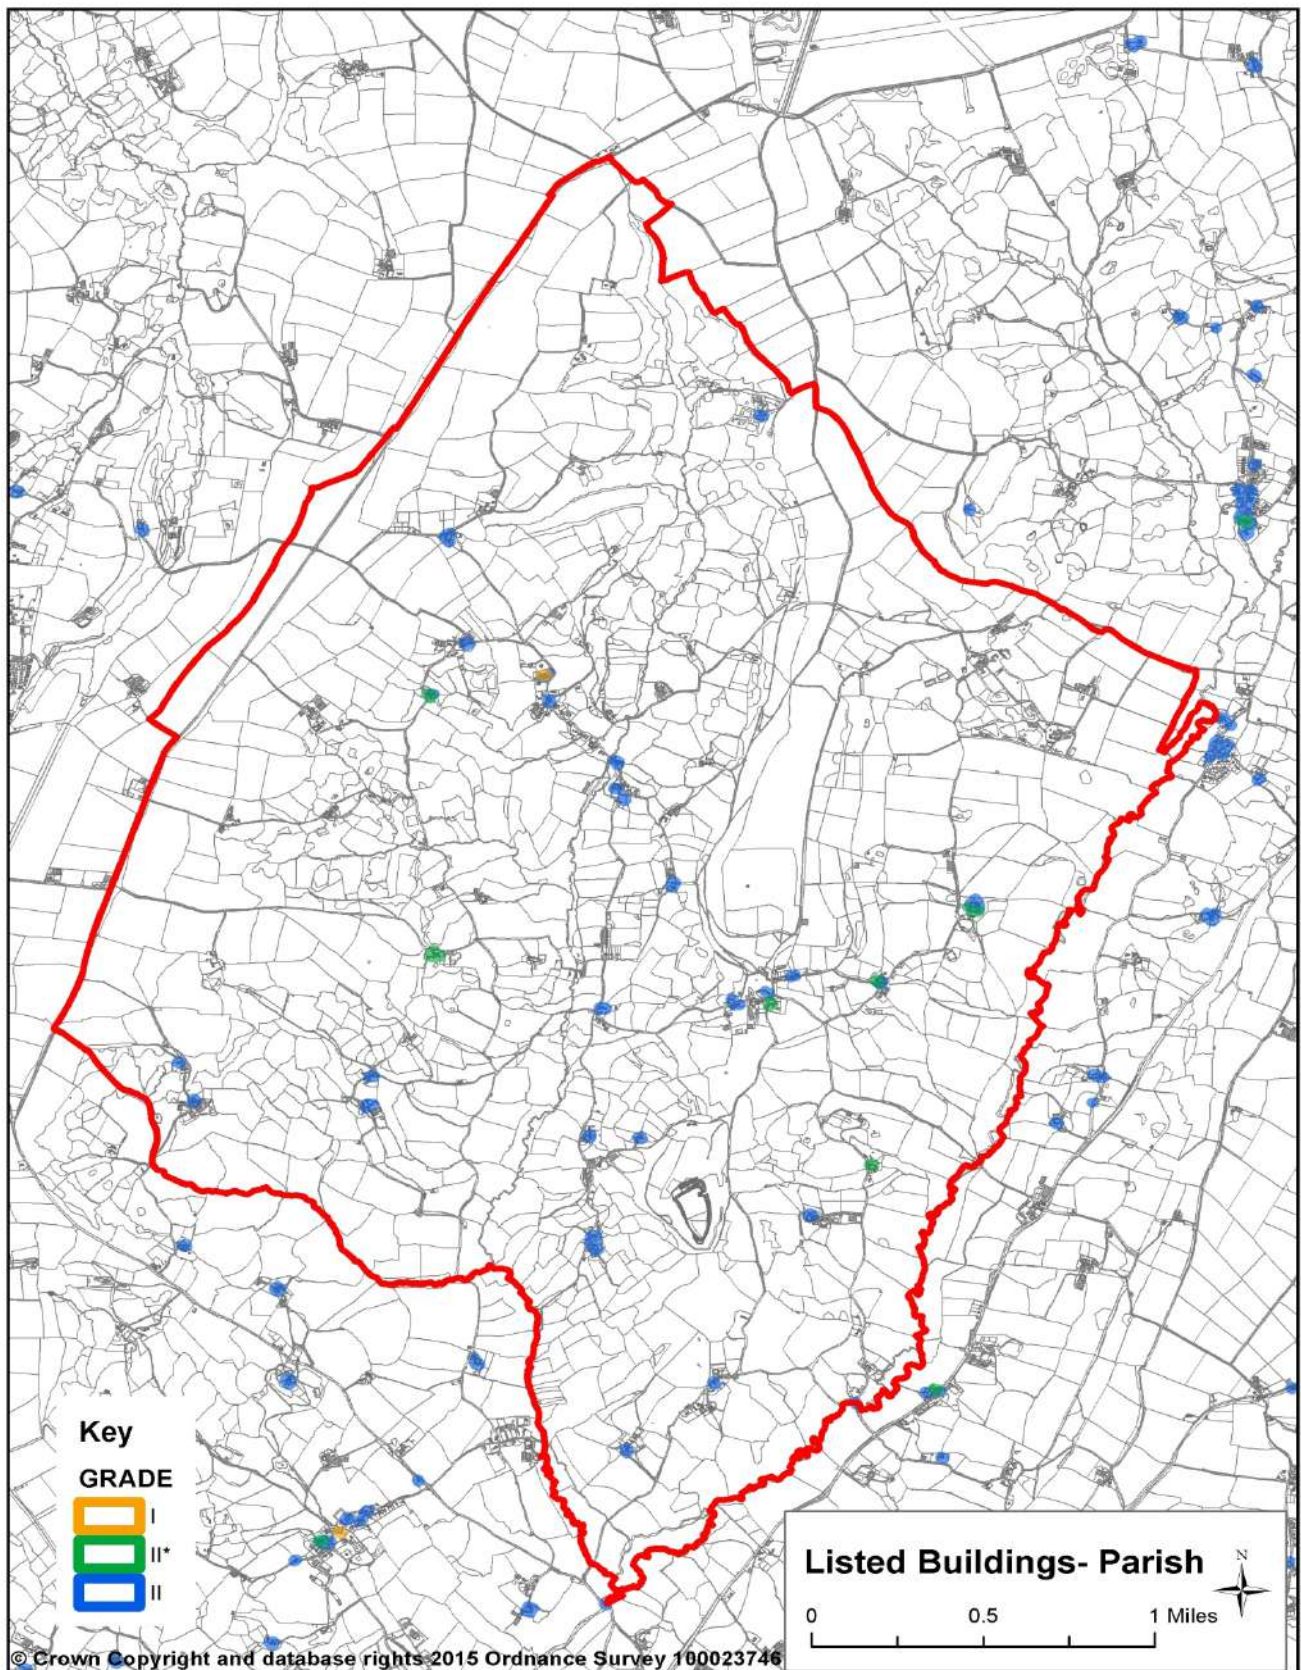 Key
GRADE
I
II*
II
Listed Buildings- Parish
N
0 0.5 1 Miles
© Crown Copyright and database rights 2015 Ordnance Survey 100023746